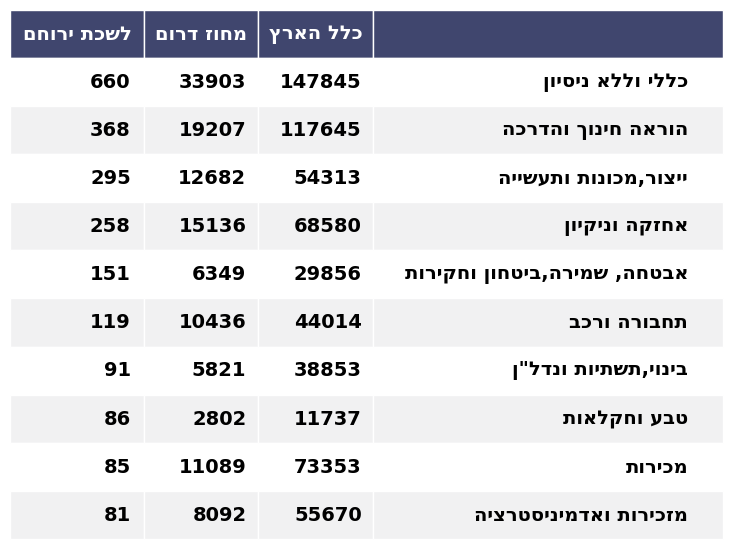 כלל הארץ מחוז דרום לשכת ירוחם
כללי וללא ניסיון 147845 33903 660
הוראה חינוך והדרכה 117645 19207 368
ייצור,מכונות ותעשייה 54313 12682 295
אחזקה וניקיון 68580 15136 258
אבטחה, שמירה,ביטחון וחקירות 29856 6349 151
תחבורה ורכב 44014 10436 119
בינוי,תשתיות ונדל"ן 38853 5821 91
טבע וחקלאות 11737 2802 86
מכירות 73353 11089 85
מזכירות ואדמיניסטרציה 55670 8092 81